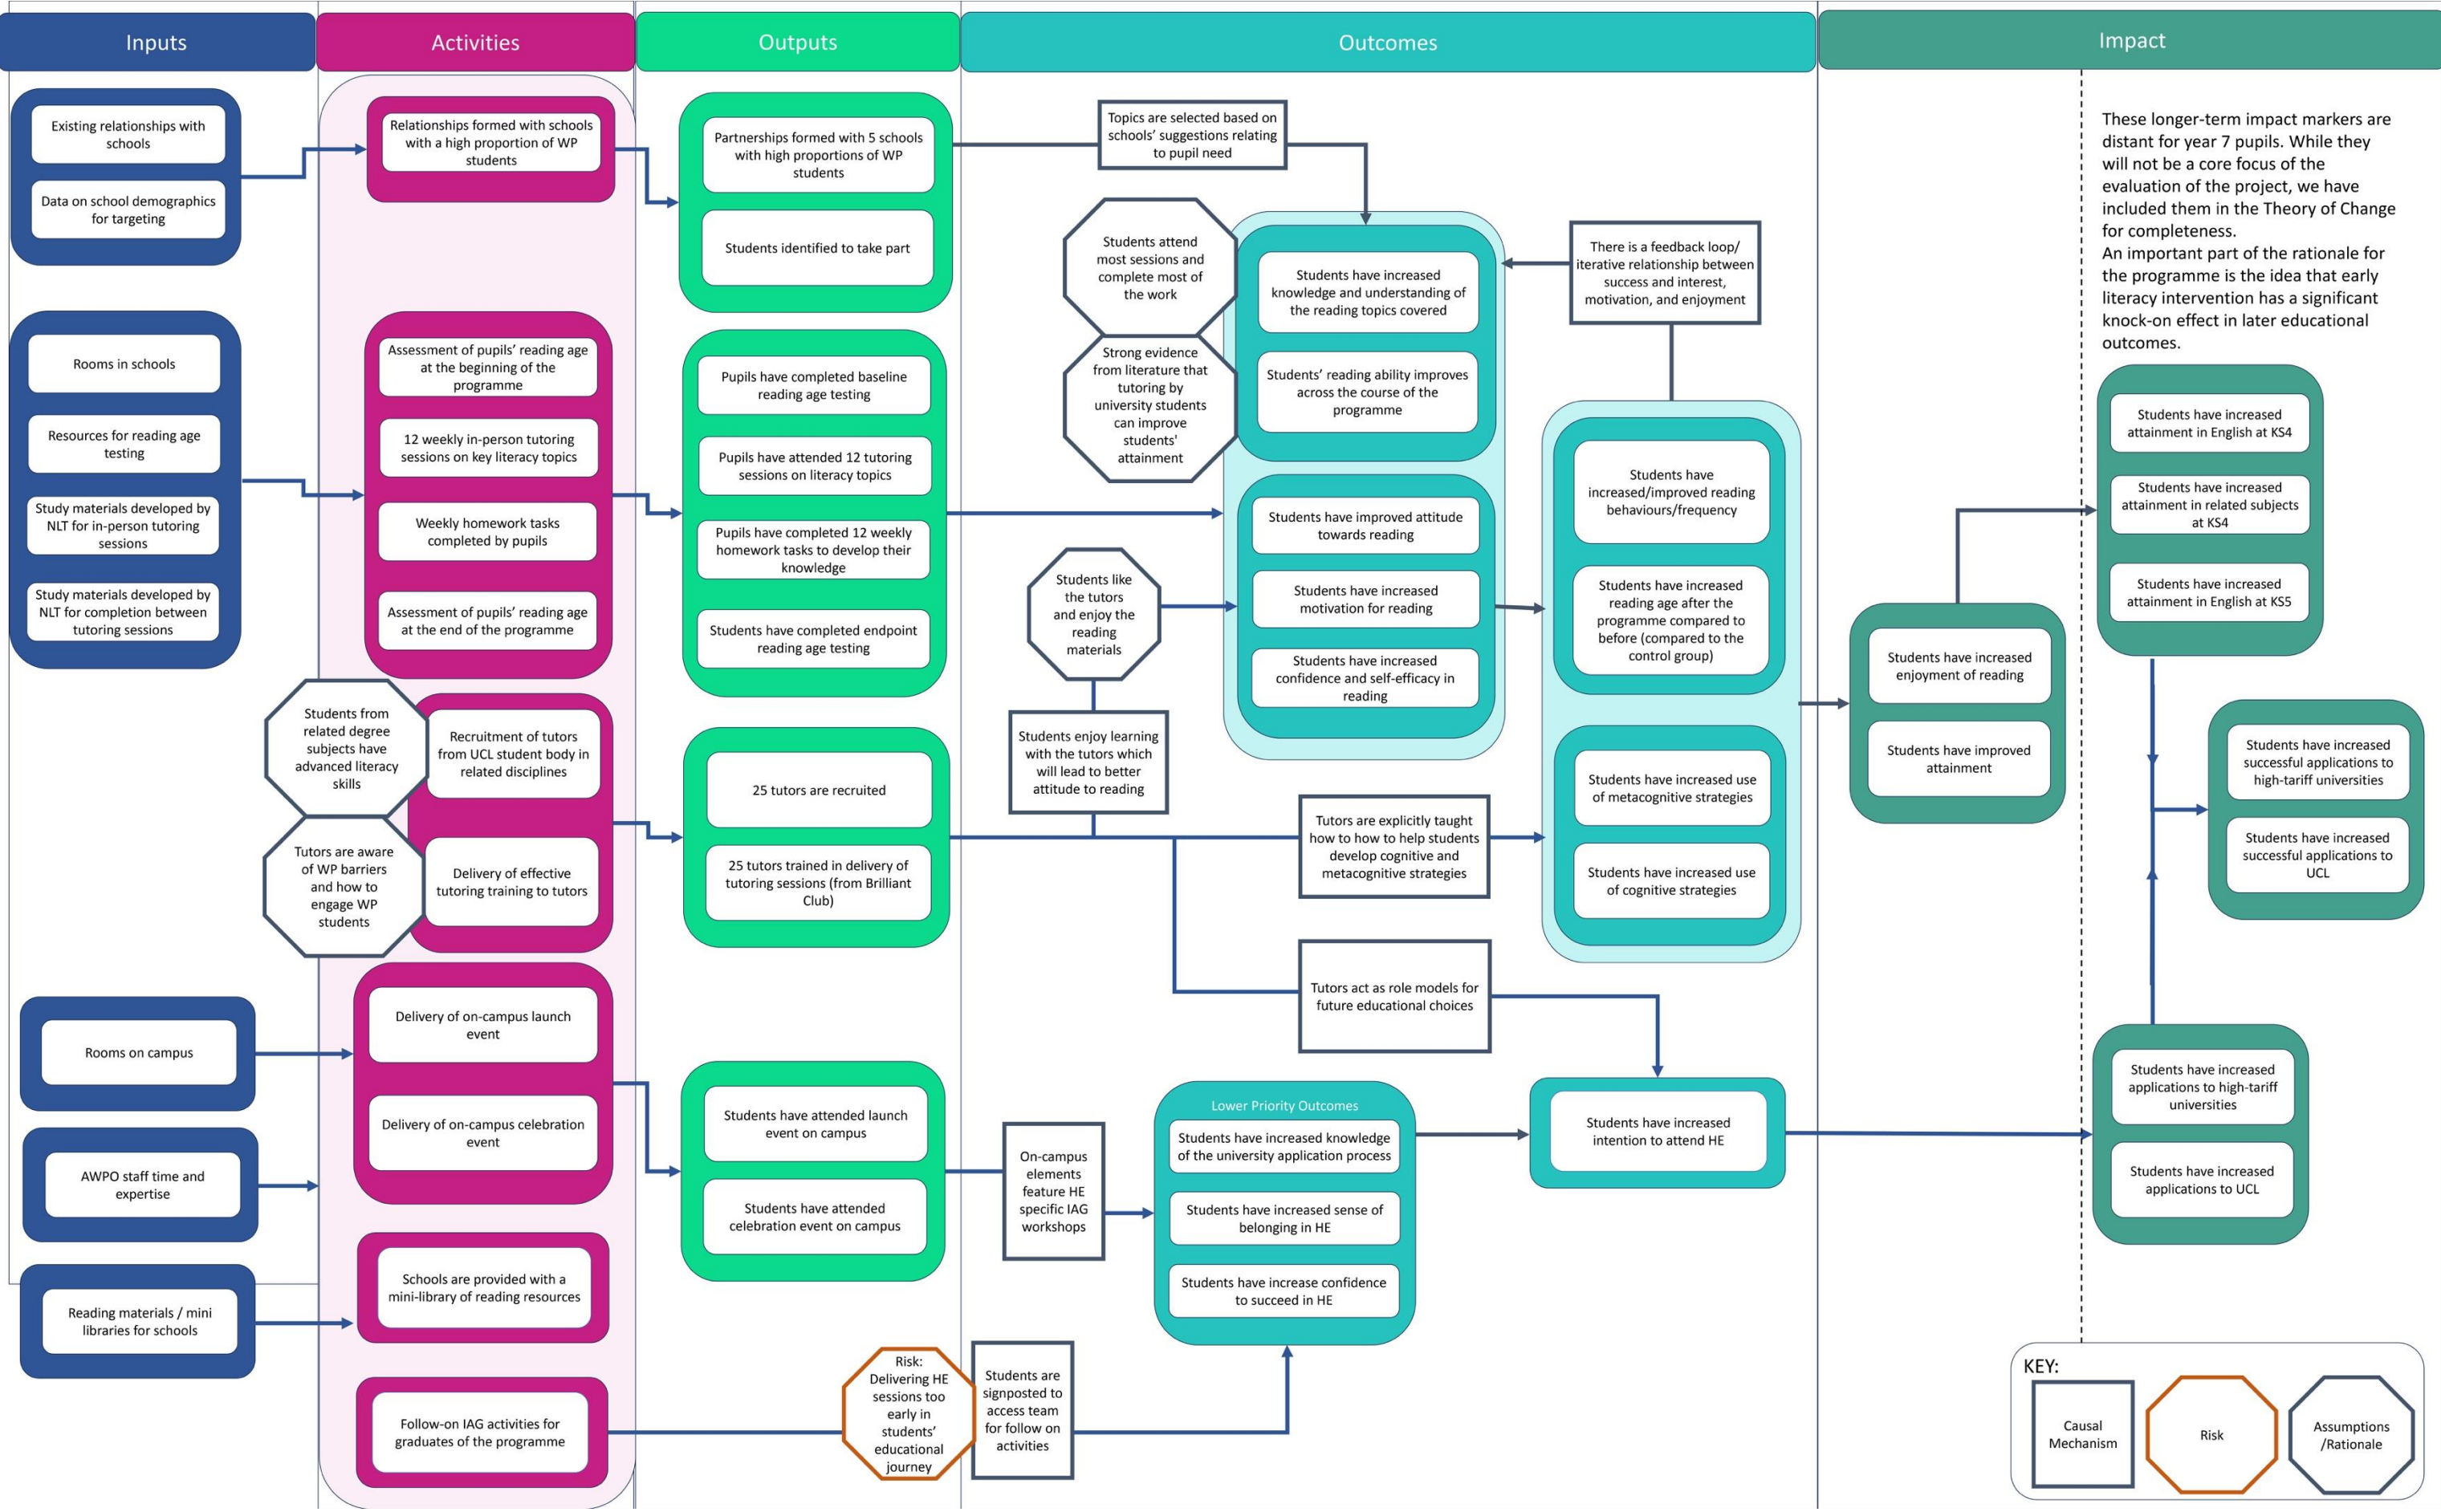 Inputs
Activities
Outputs
Outcomes
Impact
Existing relationships with
schools
Data on school demographics
for targeting
Rooms in schools
Resources for reading age
testing
Study materials developed by
NLT for in-person tutoring
sessions
Study materials developed by
NLT for completion between
tutoring sessions
Rooms on campus
AWPO staff time and
expertise
Reading materials / mini
libraries for schools
Relationships formed with schools
with a high proportion of WP
students
Assessment of pupils' reading age
at the beginning of the
programme
12 weekly in-person tutoring
sessions on key literacy topics
Weekly homework tasks
completed by pupils
Assessment of pupils' reading age
at the end of the programme
Students from
related degree
subjects have
advanced literacy
skills
Recruitment of tutors
from UCL student body in
related disciplines
Tutors are aware
of WP barriers
and how to
engage WP
students
Delivery of effective
tutoring training to tutors
Delivery of on-campus launch
event
Delivery of on-campus celebration
event
Schools are provided with a
mini-library of reading resources
Follow-on IAG activities for
graduates of the programme
Partnerships formed with 5 schools
with high proportions of WP
students
Students identified to take part
Pupils have completed baseline
reading age testing
Pupils have attended 12 tutoring
sessions on literacy topics
Pupils have completed 12 weekly
homework tasks to develop their
knowledge
Students have completed endpoint
reading age testing
25 tutors are recruited
25 tutors trained in delivery of
tutoring sessions (from Brilliant
Club)
Students have attended launch
event on campus
Students have attended
celebration event on campus
Risk:
Delivering HE
sessions too
early in
students'
educational
journey
Students are
signposted to
access team
for follow on
activities
Topics are selected based on
schools' suggestions relating
to pupil need
Students attend
most sessions and
complete most of
the work
Strong evidence
from literature that
tutoring by
university students
can improve
students'
attainment
Students have increased
knowledge and understanding of
the reading topics covered
Students' reading ability improves
across the course of the
programme
There is a feedback loop/
iterative relationship between
success and interest,
motivation, and enjoyment
Students have improved attitude
towards reading
Students have increased
motivation for reading
Students have increased
confidence and self-efficacy in
reading
Students like
the tutors
and enjoy the
reading
materials
Students enjoy learning
with the tutors which
will lead to better
attitude to reading
Students have
increased/improved reading
behaviours/frequency
Students have increased
reading age after the
programme compared to
before (compared to the
control group)
Students have increased use
of metacognitive strategies
Students have increased use
of cognitive strategies
Tutors are explicitly taught
how to how to help students
develop cognitive and
metacognitive strategies
Tutors act as role models for
future educational choices
On-campus
elements
feature HE
specific IAG
workshops
Lower Priority Outcomes
Students have increased knowledge
of the university application process
Students have increased sense of
belonging in HE
Students have increase confidence
to succeed in HE
Students have increased
intention to attend HE
These longer-term impact markers are
distant for year 7 pupils. While they
will not be a core focus of the
evaluation of the project, we have
included them in the Theory of Change
for completeness.
An important part of the rationale for
the programme is the idea that early
literacy intervention has a significant
knock-on effect in later educational
outcomes.
Students have increased
attainment in English at KS4
Students have increased
attainment in related subjects
at KS4
Students have increased
attainment in English at KS5
Students have increased
enjoyment of reading
Students have improved
attainment
Students have increased
successful applications to
high-tariff universities
Students have increased
successful applications to
UCL
Students have increased
applications to high-tariff
universities
Students have increased
applications to UCL
KEY:
Causal
Mechanism
Risk
Assumptions
/Rationale